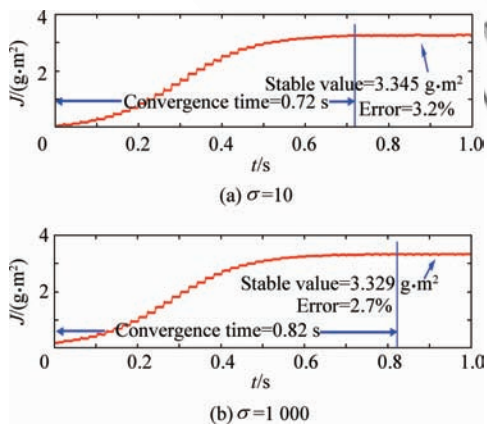 J/(g·m²)
4
2
0
Stable value=3.345 g·m²
Convergence time=0.72 s
Error=3.2%
0.2 0.4 0.6 0.8 1.0
t/s
(a) σ=10
J/(g·m²)
4
2
0
Stable value=3.329 g·m²
Error=2.7%
Convergence time=0.82 s
0.2 0.4 0.6 0.8 1.0
t/s
(b) σ=1 000